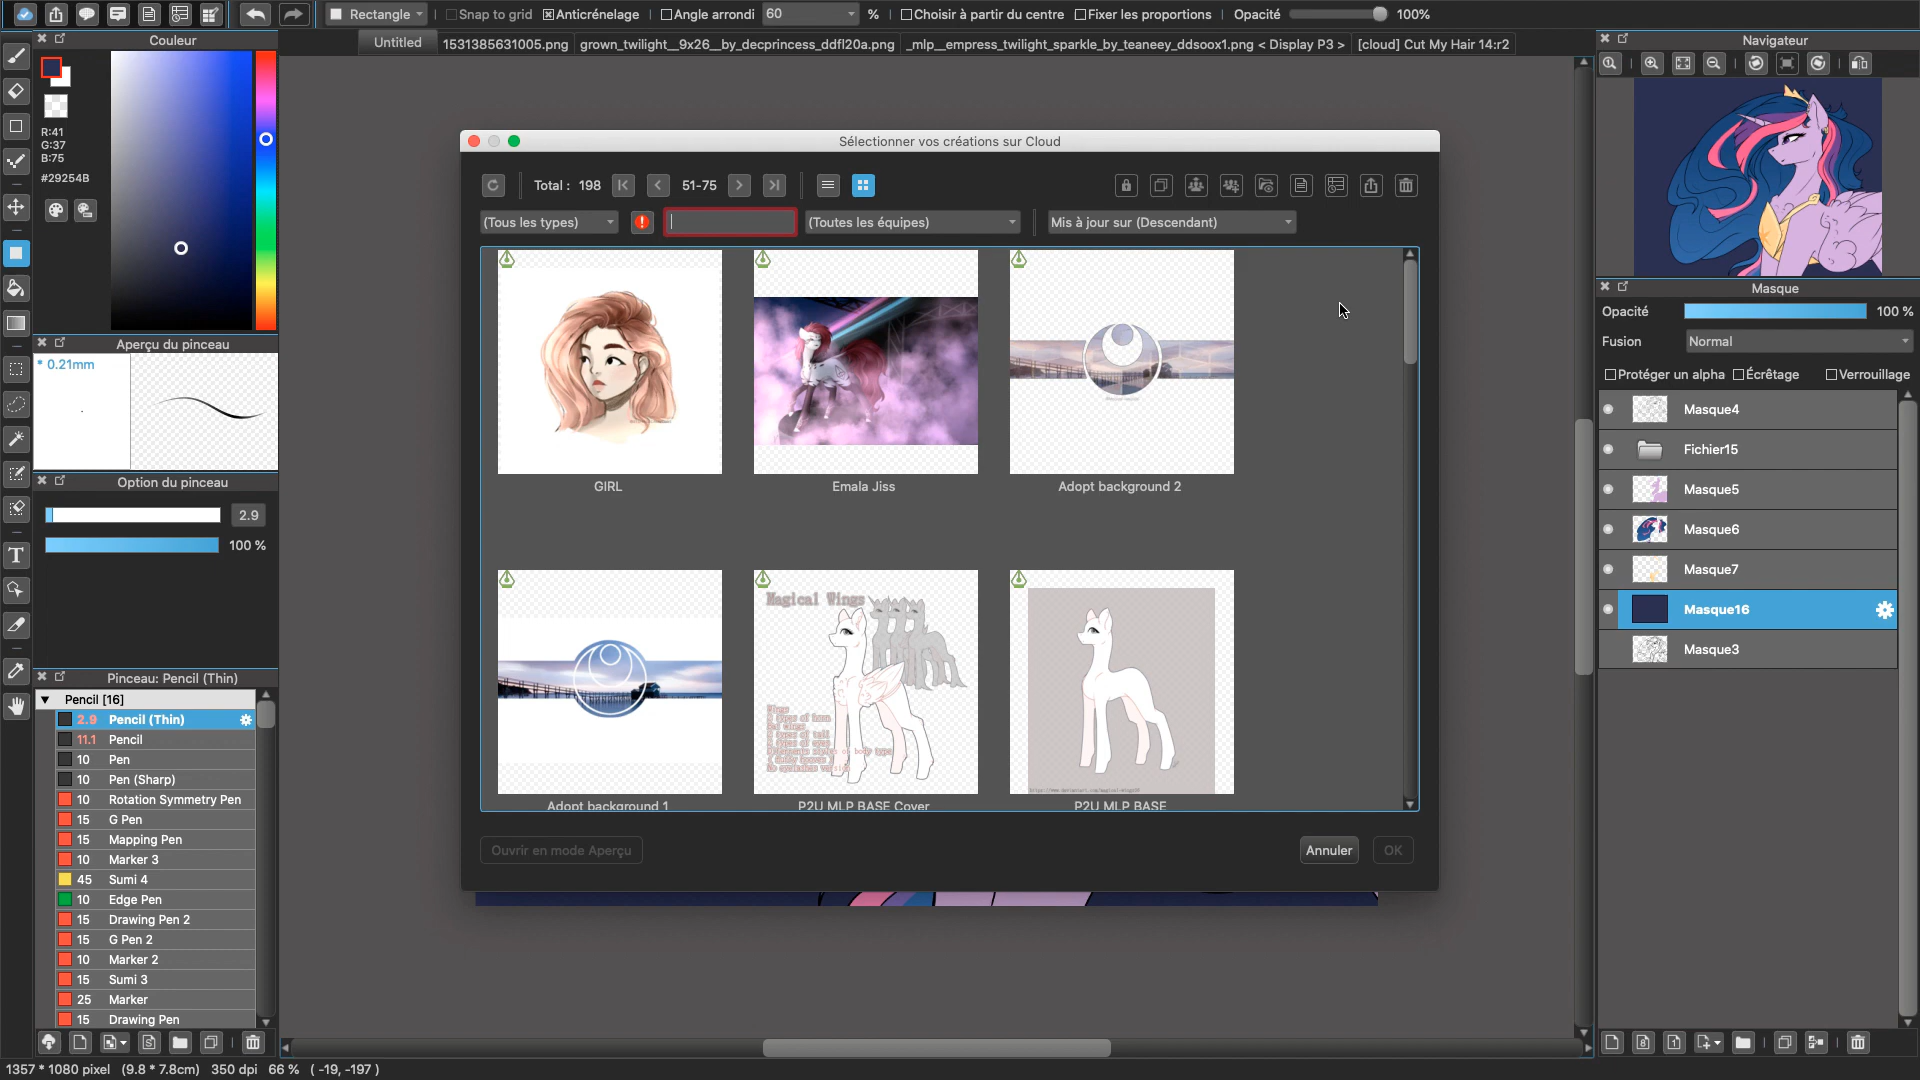 Rectangle
Snap to grid
Anticrénelage
Angle arrondi
60
%
Choisir à partir du centre
Fixer les proportions
Opacité
100%
Couleur
Untitled
1531385631005.png
grown_twilight__9x26__by_decprincess_ddfl20a.png
_mlp__empress_twilight_sparkle_by_teaneey_ddsoox1.png < Display P3 >
[cloud] Cut My Hair 14:r2
Navigateur
R:41
G:37
B:75
#29254B
Sélectionner vos créations sur Cloud
Total : 198
51-75
(Tous les types)
(Toutes les équipes)
Mis à jour sur (Descendant)
GIRL
Emala Jiss
Adopt background 2
Magical Wings
Adopt background 1
P2U MLP BASE Cover
P2U MLP BASE
Ouvrir en mode Aperçu
Annuler
OK
Aperçu du pinceau
* 0.21mm
Option du pinceau
2.9
100 %
Pinceau: Pencil (Thin)
Pencil [16]
2.9 Pencil (Thin)
11.1 Pencil
10 Pen
10 Pen (Sharp)
10 Rotation Symmetry Pen
15 G Pen
15 Mapping Pen
10 Marker 3
45 Sumi 4
10 Edge Pen
15 Drawing Pen 2
15 G Pen 2
10 Marker 2
15 Sumi 3
25 Marker
15 Drawing Pen
Masque
Opacité
100 %
Fusion
Normal
Protéger un alpha
Écrêtage
Verrouillage
Masque4
Fichier15
Masque5
Masque6
Masque7
Masque16
Masque3
1357 * 1080 pixel (9.8 * 7.8cm) 350 dpi 66 % ( -19, -197 )